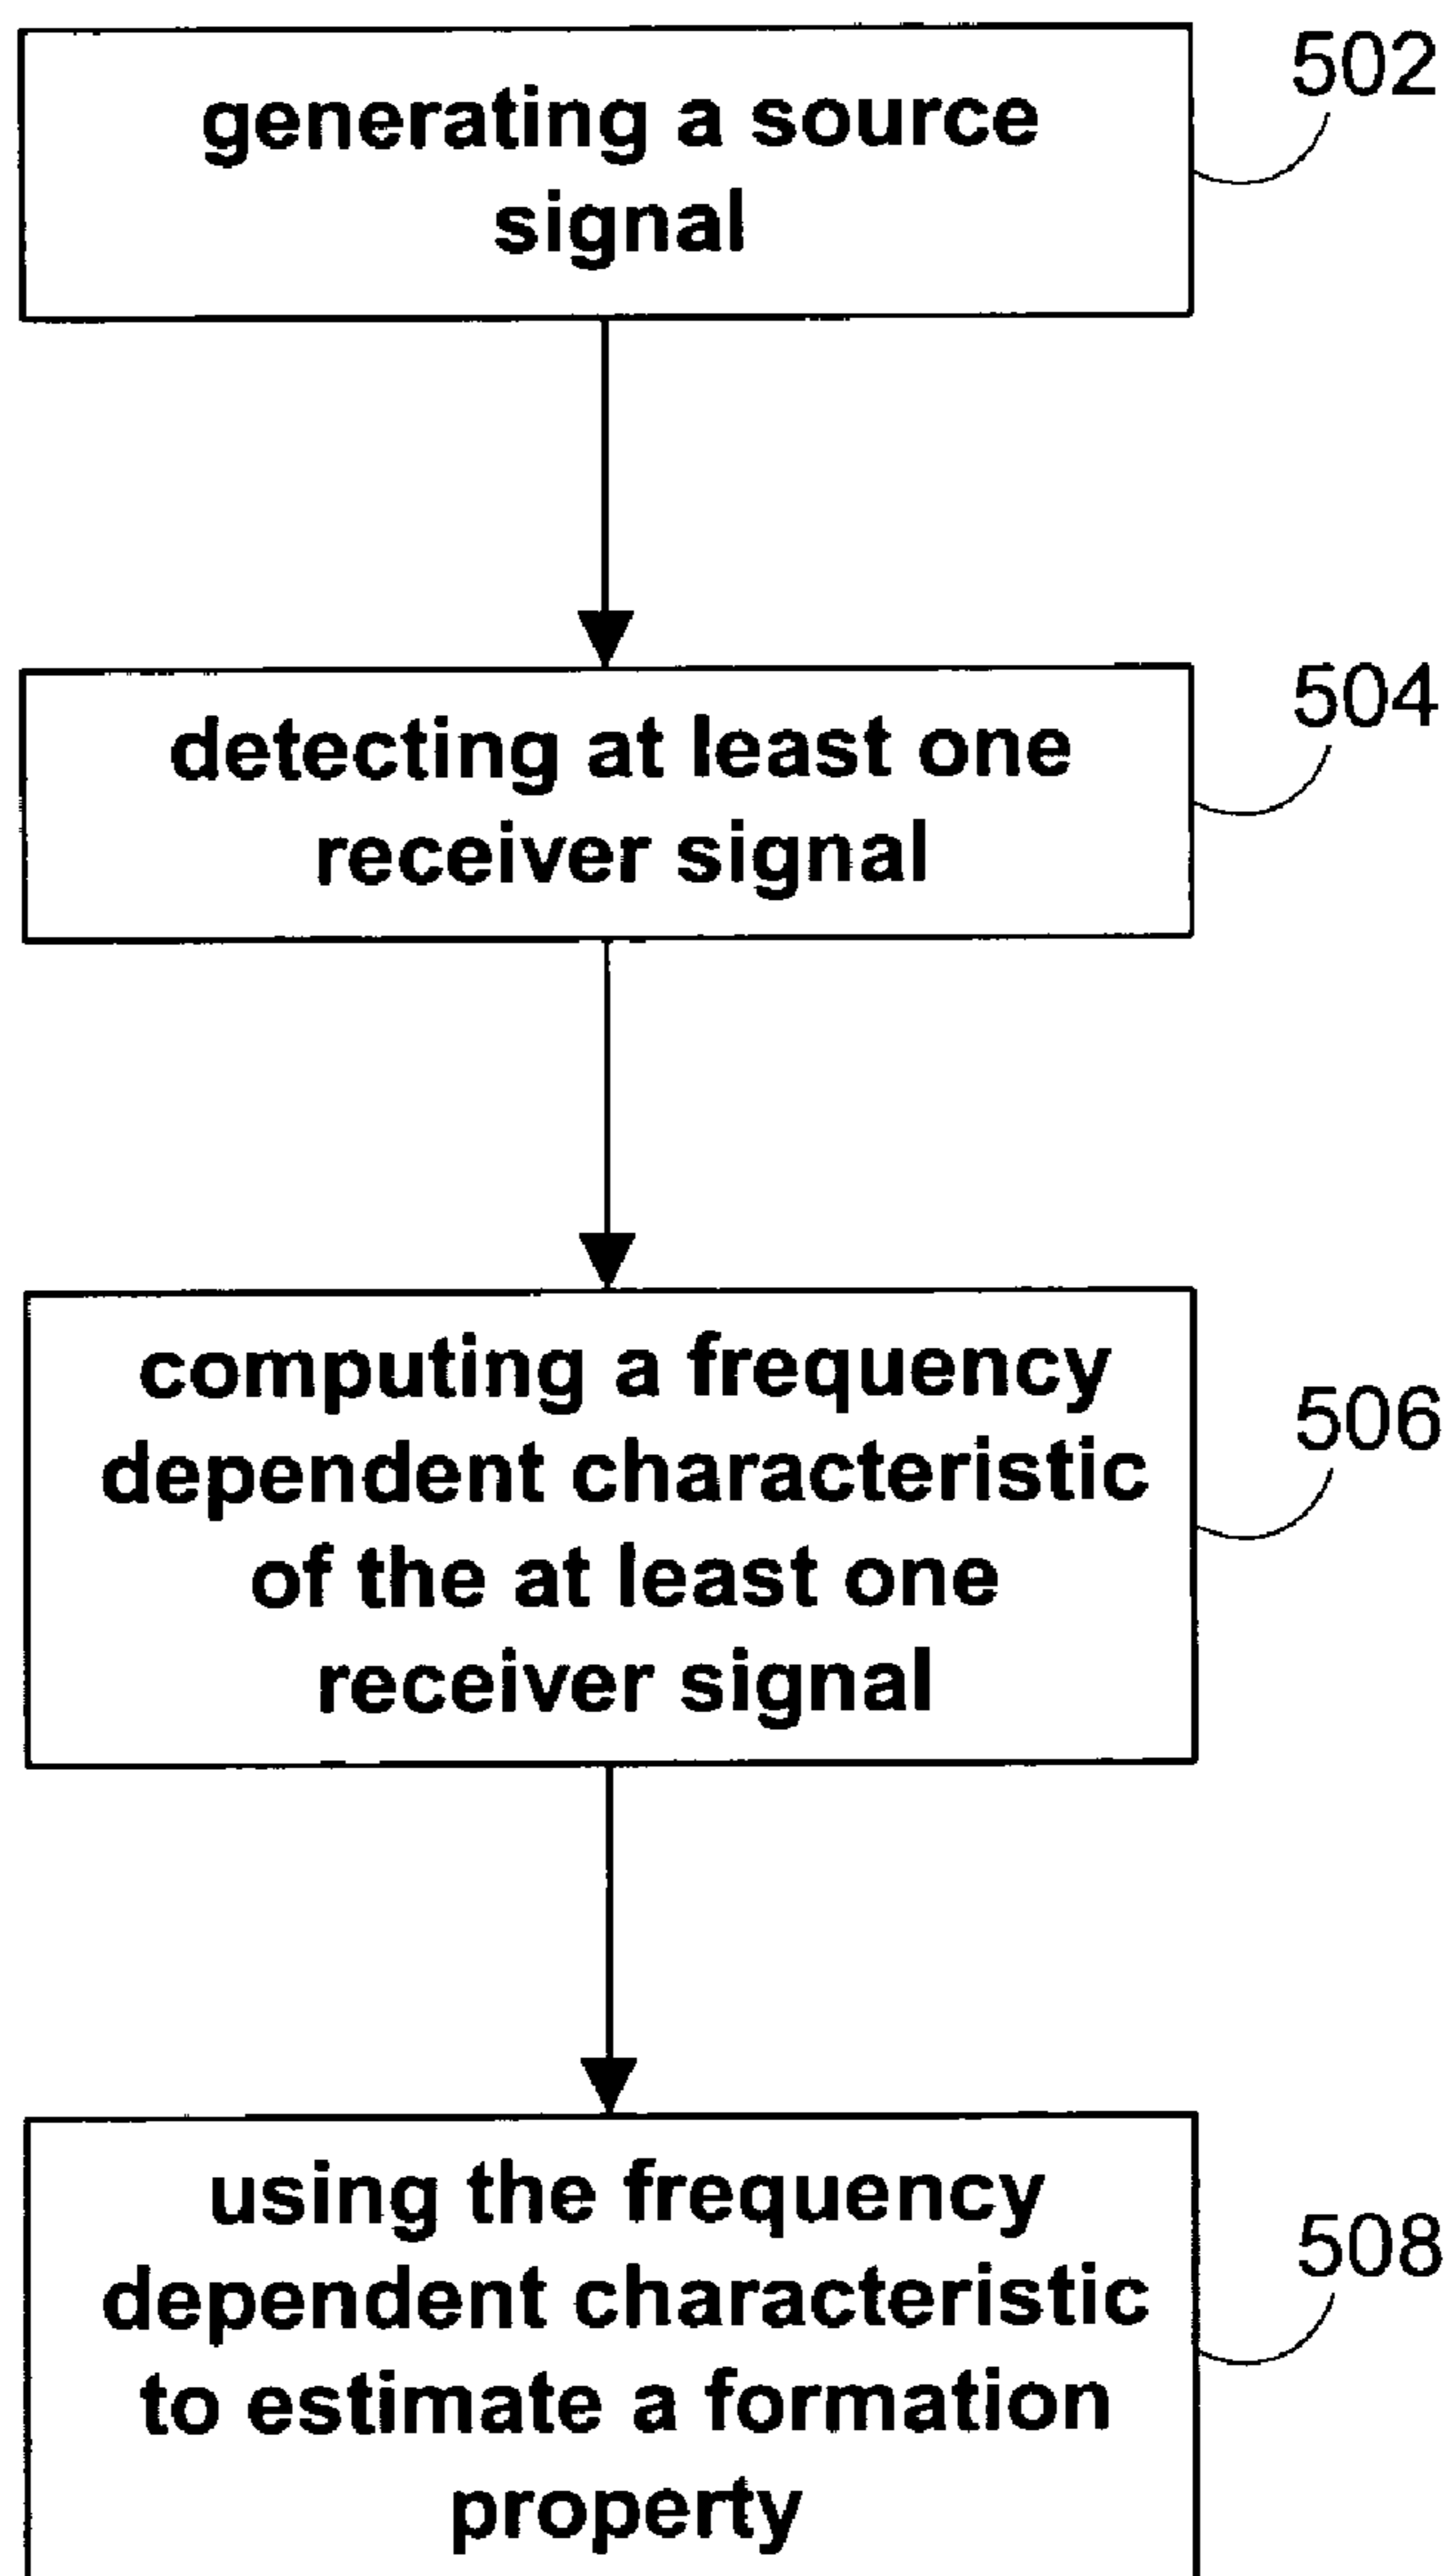 generating a source
signal
502
detecting at least one
receiver signal
504
computing a frequency
dependent characteristic
of the at least one
receiver signal
506
using the frequency
dependent characteristic
to estimate a formation
property
508